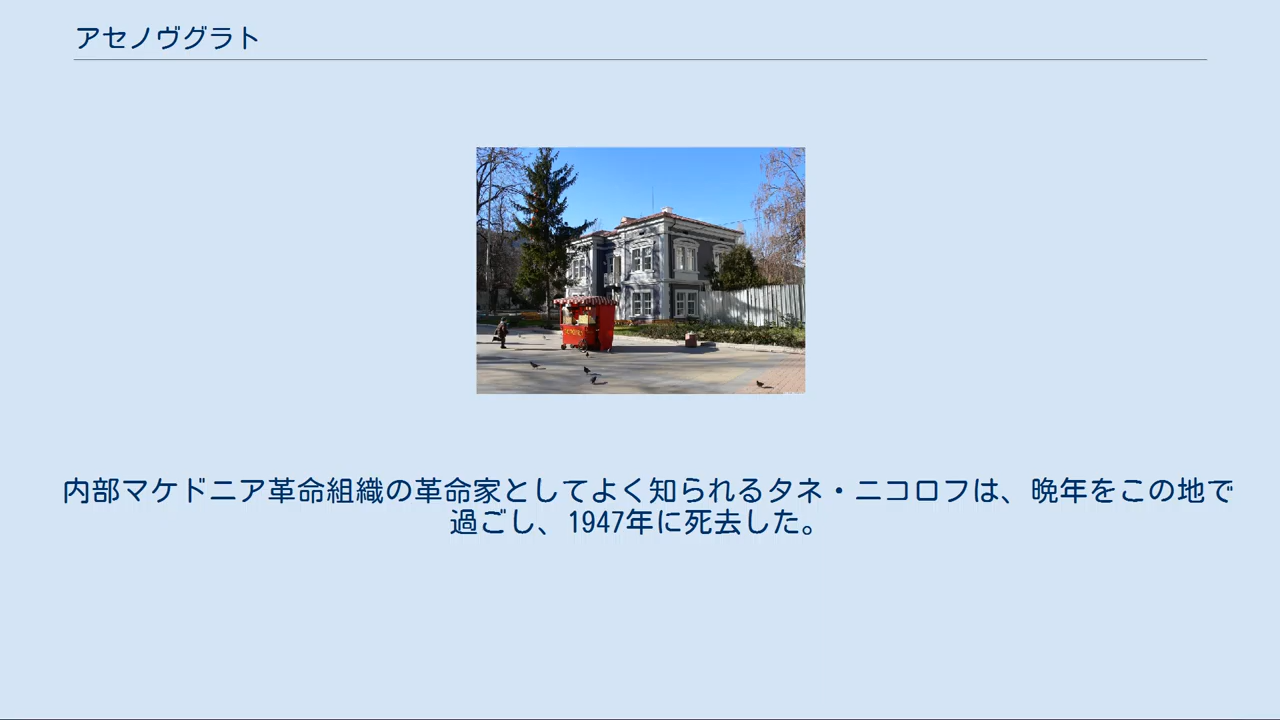 アセノヴグラト
内部マケドニア革命組織の革命家としてよく知られるタネ・ニコロフは、晩年をこの地で
過ごし、1947年に死去した。